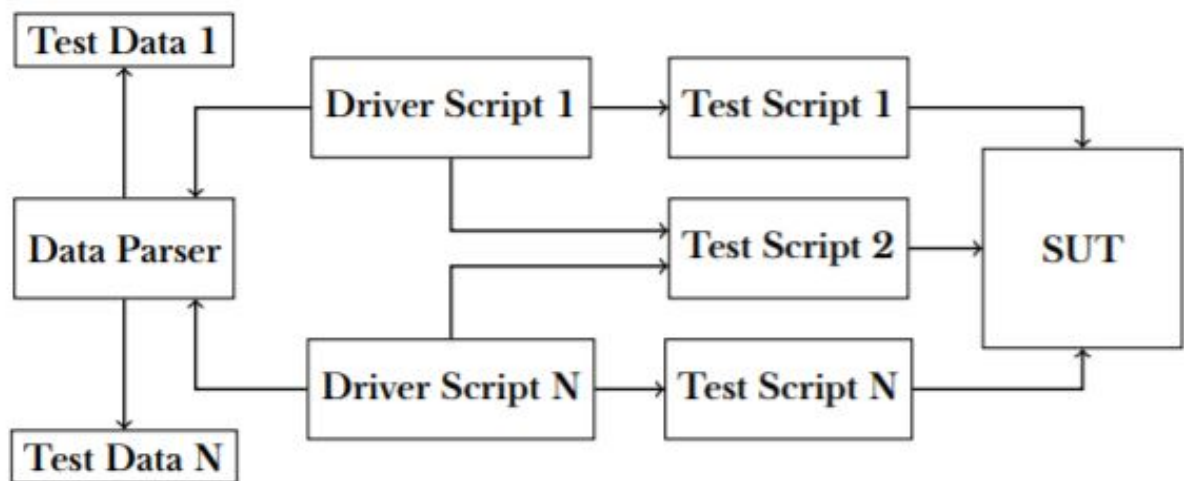 Test Data 1
Driver Script 1
Test Script 1
Data Parser
Test Script 2
SUT
Driver Script N
Test Script N
Test Data N